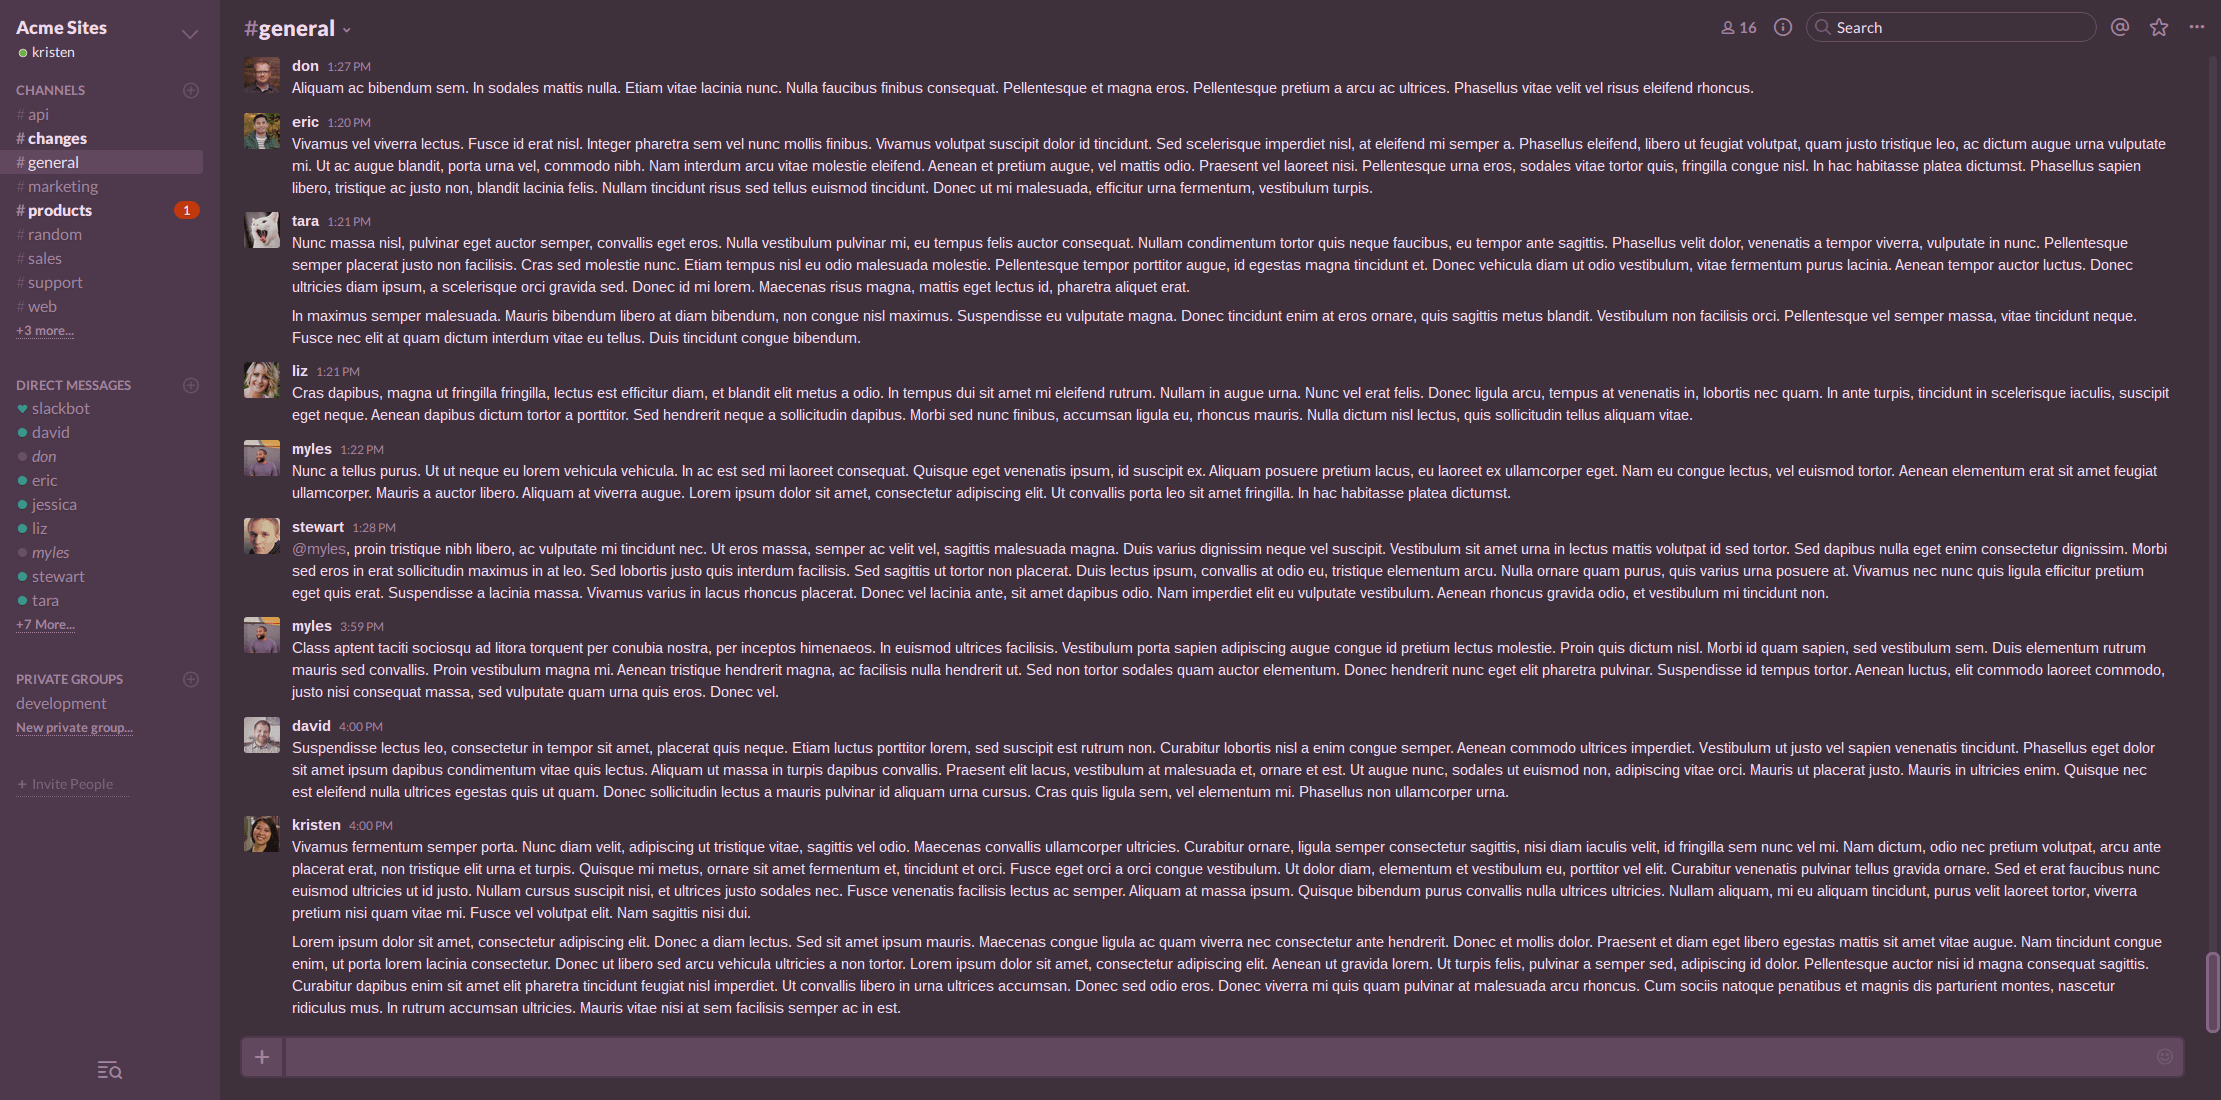 Acme Sites
kristen
CHANNELS
# api
# changes
# general
# marketing
# products 1
# random
# sales
# support
# web
+3 more...
DIRECT MESSAGES
slackbot
david
don
eric
jessica
liz
myles
stewart
tara
+7 More...
PRIVATE GROUPS
development
New private group...
+ Invite People
#general
16
Search
don 1:27 PM
Aliquam ac bibendum sem. In sodales mattis nulla. Etiam vitae lacinia nunc. Nulla faucibus finibus consequat. Pellentesque et magna eros. Pellentesque pretium a arcu ac ultrices. Phasellus vitae velit vel risus eleifend rhoncus.
eric 1:20 PM
Vivamus vel viverra lectus. Fusce id erat nisl. Integer pharetra sem vel nunc mollis finibus. Vivamus volutpat suscipit dolor id tincidunt. Sed scelerisque imperdiet nisl, at eleifend mi semper a. Phasellus eleifend, libero ut feugiat volutpat, quam justo tristique leo, ac dictum augue urna vulputate
mi. Ut ac augue blandit, porta urna vel, commodo nibh. Nam interdum arcu vitae molestie eleifend. Aenean et pretium augue, vel mattis odio. Praesent vel laoreet nisi. Pellentesque urna eros, sodales vitae tortor quis, fringilla congue nisl. In hac habitasse platea dictumst. Phasellus sapien
libero, tristique ac justo non, blandit lacinia felis. Nullam tincidunt risus sed tellus euismod tincidunt. Donec ut mi malesuada, efficitur urna fermentum, vestibulum turpis.
tara 1:21 PM
Nunc massa nisl, pulvinar eget auctor semper, convallis eget eros. Nulla vestibulum pulvinar mi, eu tempus felis auctor consequat. Nullam condimentum tortor quis neque faucibus, eu tempor ante sagittis. Phasellus velit dolor, venenatis a tempor viverra, vulputate in nunc. Pellentesque
semper placerat justo non facilisis. Cras sed molestie nunc. Etiam tempus nisl eu odio malesuada molestie. Pellentesque tempor porttitor augue, id egestas magna tincidunt et. Donec vehicula diam ut odio vestibulum, vitae fermentum purus lacinia. Aenean tempor auctor luctus. Donec
ultricies diam ipsum, a scelerisque orci gravida sed. Donec id mi lorem. Maecenas risus magna, mattis eget lectus id, pharetra aliquet erat.
In maximus semper malesuada. Mauris bibendum libero at diam bibendum, non congue nisl maximus. Suspendisse eu vulputate magna. Donec tincidunt enim at eros ornare, quis sagittis metus blandit. Vestibulum non facilisis orci. Pellentesque vel semper massa, vitae tincidunt neque.
Fusce nec elit at quam dictum interdum vitae eu tellus. Duis tincidunt congue bibendum.
liz 1:21 PM
Cras dapibus, magna ut fringilla fringilla, lectus est efficitur diam, et blandit elit metus a odio. In tempus dui sit amet mi eleifend rutrum. Nullam in augue urna. Nunc vel erat felis. Donec ligula arcu, tempus at venenatis in, lobortis nec quam. In ante turpis, tincidunt in scelerisque iaculis, suscipit
eget neque. Aenean dapibus dictum tortor a porttitor. Sed hendrerit neque a sollicitudin dapibus. Morbi sed nunc finibus, accumsan ligula eu, rhoncus mauris. Nulla dictum nisl lectus, quis sollicitudin tellus aliquam vitae.
myles 1:22 PM
Nunc a tellus purus. Ut ut neque eu lorem vehicula vehicula. In ac est sed mi laoreet consequat. Quisque eget venenatis ipsum, id suscipit ex. Aliquam posuere pretium lacus, eu laoreet ex ullamcorper eget. Nam eu congue lectus, vel euismod tortor. Aenean elementum erat sit amet feugiat
ullamcorper. Mauris a auctor libero. Aliquam at viverra augue. Lorem ipsum dolor sit amet, consectetur adipiscing elit. Ut convallis porta leo sit amet fringilla. In hac habitasse platea dictumst.
stewart 1:28 PM
@myles, proin tristique nibh libero, ac vulputate mi tincidunt nec. Ut eros massa, semper ac velit vel, sagittis malesuada magna. Duis varius dignissim neque vel suscipit. Vestibulum sit amet urna in lectus mattis volutpat id sed tortor. Sed dapibus nulla eget enim consectetur dignissim. Morbi
sed eros in erat sollicitudin maximus in at leo. Sed lobortis justo quis interdum facilisis. Sed sagittis ut tortor non placerat. Duis lectus ipsum, convallis at odio eu, tristique elementum arcu. Nulla ornare quam purus, quis varius urna posuere at. Vivamus nec nunc quis ligula efficitur pretium
eget quis erat. Suspendisse a lacinia massa. Vivamus varius in lacus rhoncus placerat. Donec vel lacinia ante, sit amet dapibus odio. Nam imperdiet elit eu vulputate vestibulum. Aenean rhoncus gravida odio, et vestibulum mi tincidunt non.
myles 3:59 PM
Class aptent taciti sociosqu ad litora torquent per conubia nostra, per inceptos himenaeos. In euismod ultrices facilisis. Vestibulum porta sapien adipiscing augue congue id pretium lectus molestie. Proin quis dictum nisl. Morbi id quam sapien, sed vestibulum sem. Duis elementum rutrum
mauris sed convallis. Proin vestibulum magna mi. Aenean tristique hendrerit magna, ac facilisis nulla hendrerit ut. Sed non tortor sodales quam auctor elementum. Donec hendrerit nunc eget elit pharetra pulvinar. Suspendisse id tempus tortor. Aenean luctus, elit commodo laoreet commodo,
justo nisi consequat massa, sed vulputate quam urna quis eros. Donec vel.
david 4:00 PM
Suspendisse lectus leo, consectetur in tempor sit amet, placerat quis neque. Etiam luctus porttitor lorem, sed suscipit est rutrum non. Curabitur lobortis nisl a enim congue semper. Aenean commodo ultrices imperdiet. Vestibulum ut justo vel sapien venenatis tincidunt. Phasellus eget dolor
sit amet ipsum dapibus condimentum vitae quis lectus. Aliquam ut massa in turpis dapibus convallis. Praesent elit lacus, vestibulum at malesuada et, ornare et est. Ut augue nunc, sodales ut euismod non, adipiscing vitae orci. Mauris ut placerat justo. Mauris in ultricies enim. Quisque nec
est eleifend nulla ultrices egestas quis ut quam. Donec sollicitudin lectus a mauris pulvinar id aliquam urna cursus. Cras quis ligula sem, vel elementum mi. Phasellus non ullamcorper urna.
kristen 4:00 PM
Vivamus fermentum semper porta. Nunc diam velit, adipiscing ut tristique vitae, sagittis vel odio. Maecenas convallis ullamcorper ultricies. Curabitur ornare, ligula semper consectetur sagittis, nisi diam iaculis velit, id fringilla sem nunc vel mi. Nam dictum, odio nec pretium volutpat, arcu ante
placerat erat, non tristique elit urna et turpis. Quisque mi metus, ornare sit amet fermentum et, tincidunt et orci. Fusce eget orci a orci congue vestibulum. Ut dolor diam, elementum et vestibulum eu, porttitor vel elit. Curabitur venenatis pulvinar tellus gravida ornare. Sed et erat faucibus nunc
euismod ultricies ut id justo. Nullam cursus suscipit nisi, et ultrices justo sodales nec. Fusce venenatis facilisis lectus ac semper. Aliquam at massa ipsum. Quisque bibendum purus convallis nulla ultrices ultricies. Nullam aliquam, mi eu aliquam tincidunt, purus velit laoreet tortor, viverra
pretium nisi quam vitae mi. Fusce vel volutpat elit. Nam sagittis nisi dui.
Lorem ipsum dolor sit amet, consectetur adipiscing elit. Donec a diam lectus. Sed sit amet ipsum mauris. Maecenas congue ligula ac quam viverra nec consectetur ante hendrerit. Donec et mollis dolor. Praesent et diam eget libero egestas mattis sit amet vitae augue. Nam tincidunt congue
enim, ut porta lorem lacinia consectetur. Donec ut libero sed arcu vehicula ultricies a non tortor. Lorem ipsum dolor sit amet, consectetur adipiscing elit. Aenean ut gravida lorem. Ut turpis felis, pulvinar a semper sed, adipiscing id dolor. Pellentesque auctor nisi id magna consequat sagittis.
Curabitur dapibus enim sit amet elit pharetra tincidunt feugiat nisl imperdiet. Ut convallis libero in urna ultrices accumsan. Donec sed odio eros. Donec viverra mi quis quam pulvinar at malesuada arcu rhoncus. Cum sociis natoque penatibus et magnis dis parturient montes, nascetur
ridiculus mus. In rutrum accumsan ultricies. Mauris vitae nisi at sem facilisis semper ac in est.